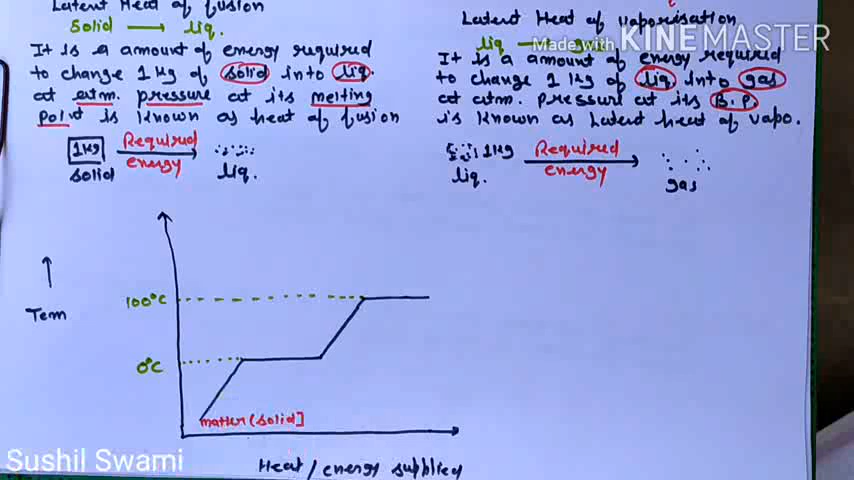 Latent Heat of fusion
Solid → Liq.
It is a amount of energy required
to change 1 kg of solid into Liq.
at atm. pressure at its melting
point is known as heat of fusion
1 kg Required
energy
solid Liq.
Latent Heat of vaporisation
Liq → gas
Made with KINEMASTER
It is a amount of energy required
to change 1 kg of Liq. into gas
at atm. pressure at its B.P.
is known as Latent heat of vapo.
1 kg Required
energy
Liq. gas
Tem
100°C
0°C
matter (solid]
Heat / energy supplied
Sushil Swami